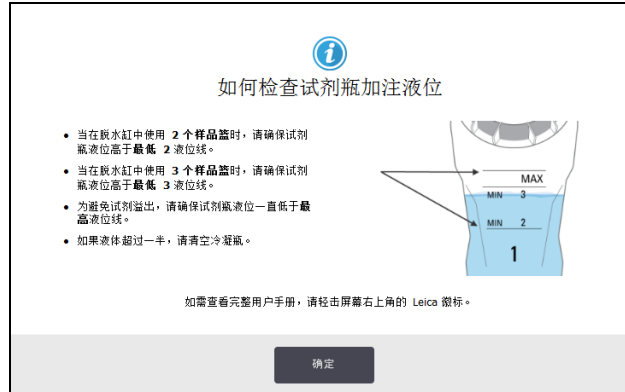 如何检查试剂瓶加注液位
• 当在脱水缸中使用 2 个样品篮时，请确保试剂
瓶液位高于最低 2 液位线。
• 当在脱水缸中使用 3 个样品篮时，请确保试剂
瓶液位高于最低 3 液位线。
• 为避免试剂溢出，请确保试剂瓶液位一直低于最
高液位线。
• 如果液体超过一半，请清空冷凝瓶。
MAX
MIN 3
MIN 2
1
如需查看完整用户手册，请轻击屏幕右上角的 Leica 徽标。
确定